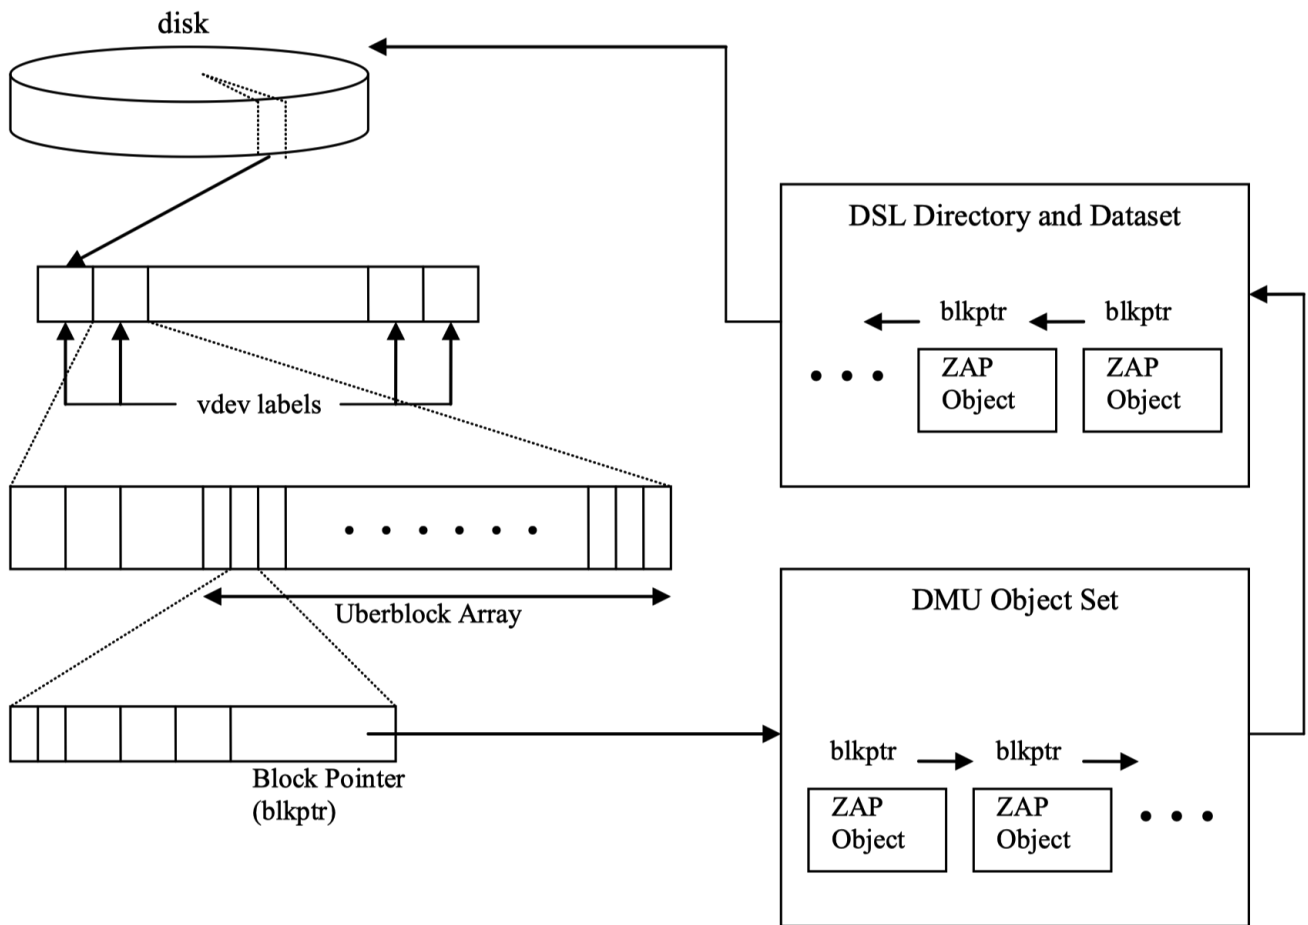 disk
DSL Directory and Dataset
blkptr
blkptr
ZAP
Object
ZAP
Object
vdev labels
Uberblock Array
DMU Object Set
blkptr
blkptr
ZAP
Object
ZAP
Object
Block Pointer
(blkptr)